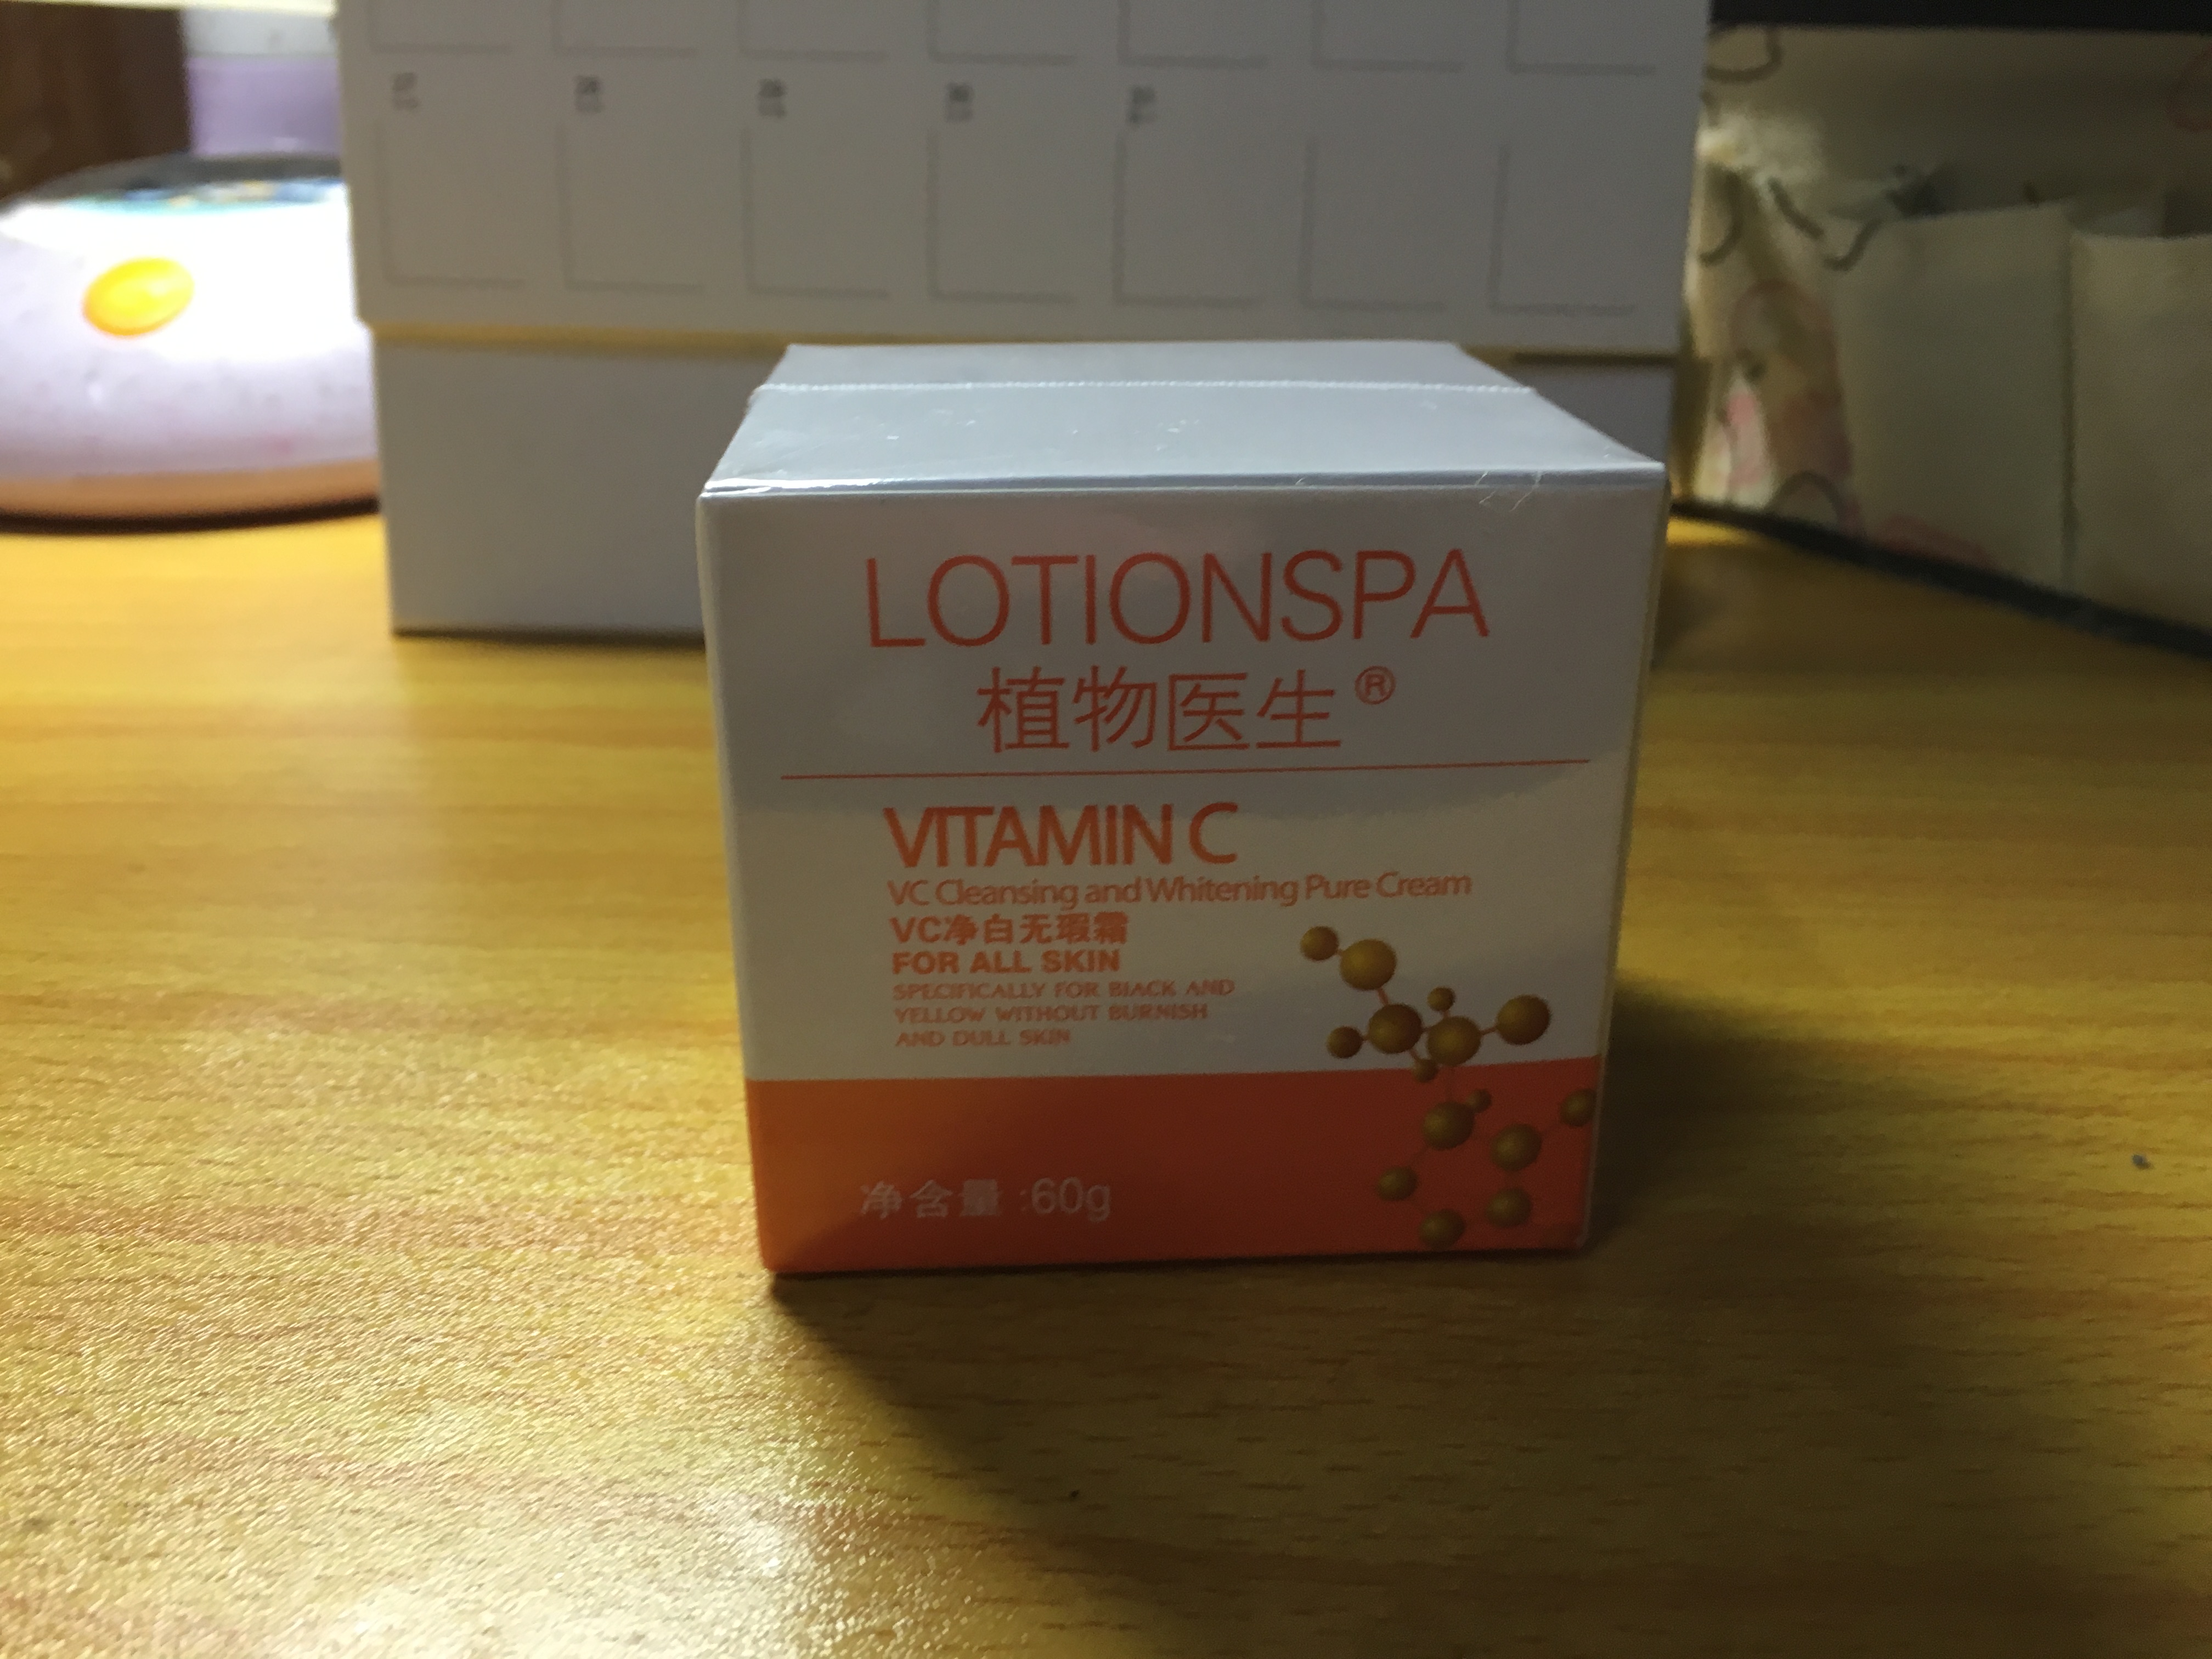 LOTIONSPA
植物医生®
VITAMIN C
VC Cleansing and Whitening Pure Cream
VC净白无瑕霜
FOR ALL SKIN
SPECIFICALLY FOR BIACK AND
YELLOW WITHOUT BURNISH
AND DULL SKIN
净含量 :60g